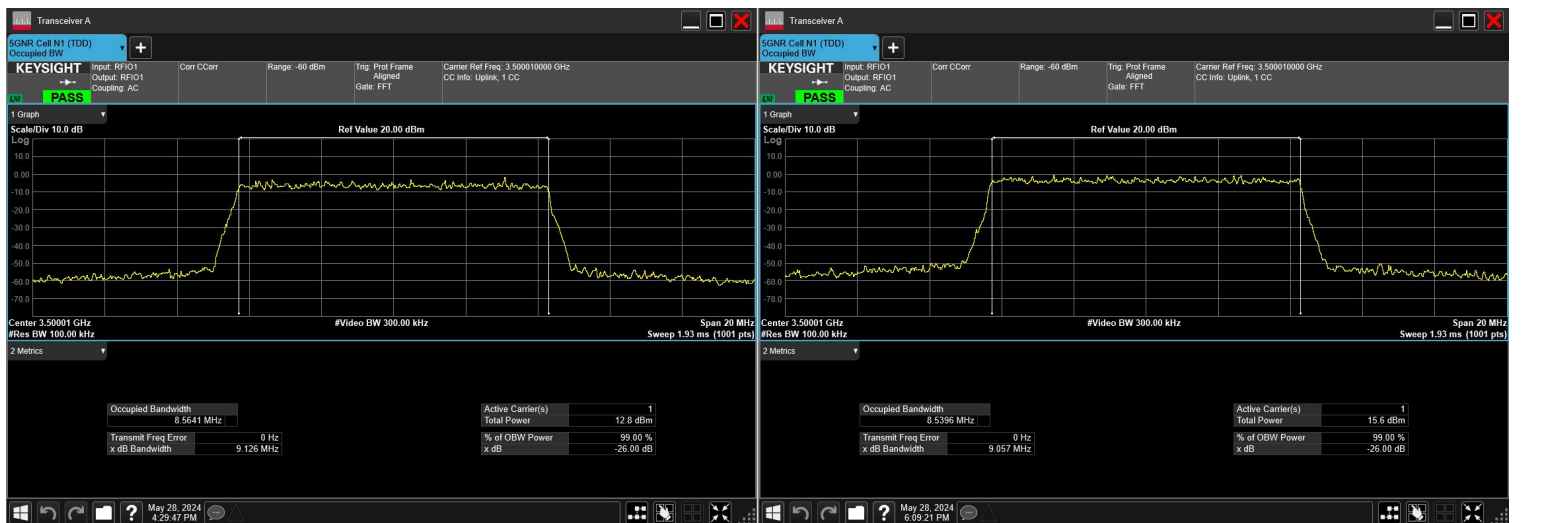 Transceiver A
5GNR Cell N1 (TDD)
Occupied BW
KEYSIGHT
LXI
PASS
Input: RFIO1
Output: RFIO1
Coupling: AC
Corr CCorr
Range: -60 dBm
Trig: Prot Frame
Aligned
Gate: FFT
Carrier Ref Freq: 3.500010000 GHz
CC Info: Uplink, 1 CC
1 Graph
Scale/Div 10.0 dB
Ref Value 20.00 dBm
Log
10.0
0.00
-10.0
-20.0
-30.0
-40.0
-50.0
-60.0
-70.0
Center 3.50001 GHz
#Video BW 300.00 kHz
Span 20 MHz
#Res BW 100.00 kHz
Sweep 1.93 ms (1001 pts)
2 Metrics
Occupied Bandwidth
8.5641 MHz
Transmit Freq Error 0 Hz
x dB Bandwidth 9.126 MHz
Active Carrier(s) 1
Total Power 12.8 dBm
% of OBW Power 99.00 %
x dB -26.00 dB
?
May 28, 2024
4:29:47 PM
Transceiver A
5GNR Cell N1 (TDD)
Occupied BW
KEYSIGHT
LXI
PASS
Input: RFIO1
Output: RFIO1
Coupling: AC
Corr CCorr
Range: -60 dBm
Trig: Prot Frame
Aligned
Gate: FFT
Carrier Ref Freq: 3.500010000 GHz
CC Info: Uplink, 1 CC
1 Graph
Scale/Div 10.0 dB
Ref Value 20.00 dBm
Log
10.0
0.00
-10.0
-20.0
-30.0
-40.0
-50.0
-60.0
-70.0
Center 3.50001 GHz
#Video BW 300.00 kHz
Span 20 MHz
#Res BW 100.00 kHz
Sweep 1.93 ms (1001 pts)
2 Metrics
Occupied Bandwidth
8.5396 MHz
Transmit Freq Error 0 Hz
x dB Bandwidth 9.057 MHz
Active Carrier(s) 1
Total Power 15.6 dBm
% of OBW Power 99.00 %
x dB -26.00 dB
?
May 28, 2024
6:09:21 PM